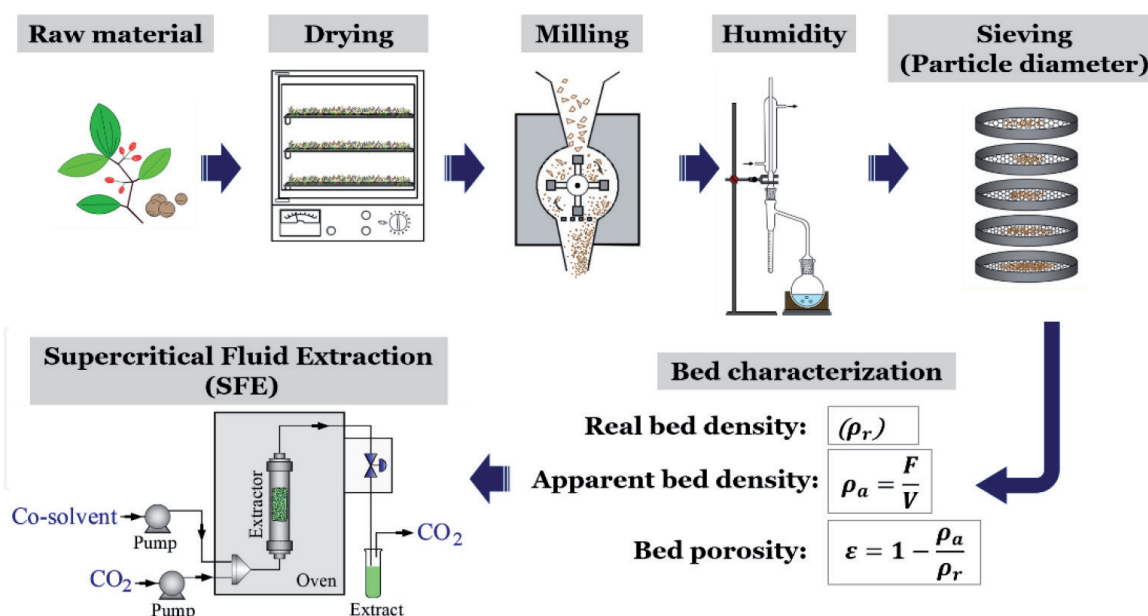 Raw material
Drying
Milling
Humidity
Sieving
(Particle diameter)
Supercritical Fluid Extraction
(SFE)
Co-solvent
Pump
CO₂
Pump
Extractor
Oven
CO₂
Extract
Bed characterization
Real bed density: (ρᵣ)
Apparent bed density: ρₐ = F/V
Bed porosity: ε = 1 − ρₐ/ρᵣ